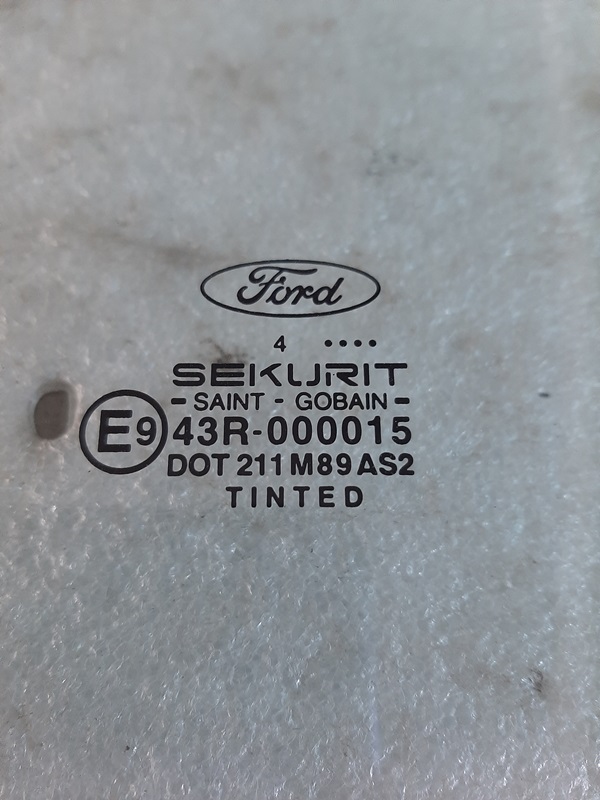 Ford
4 ....
SEKURIT
- SAINT - GOBAIN -
E9 43R-000015
DOT 211 M89 AS2
TINTED